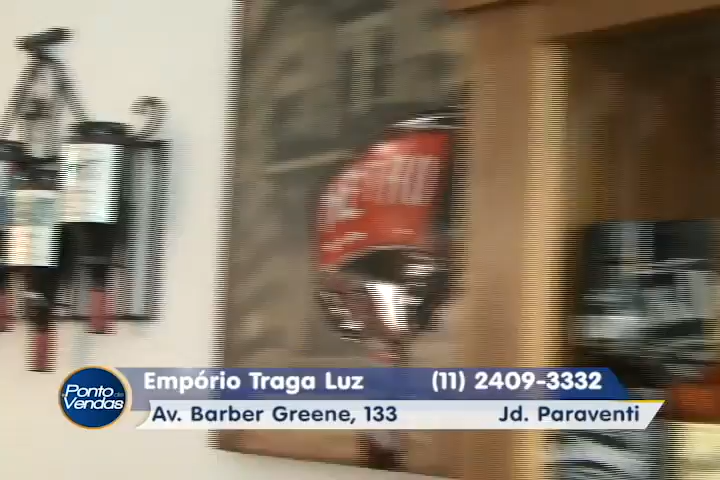 Empório Traga Luz (11) 2409-3332
Ponto de Vendas
Av. Barber Greene, 133 Jd. Paraventi